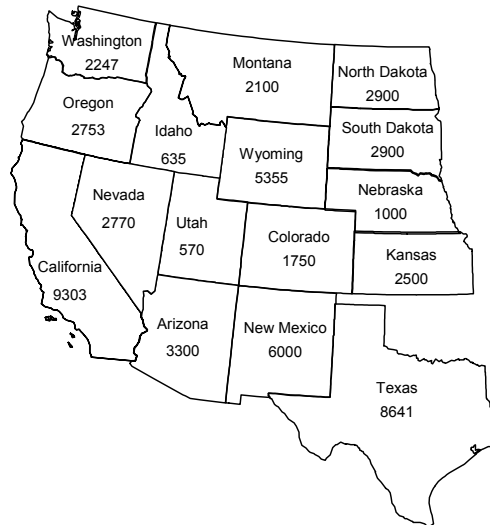 Washington
2247
Montana
2100
North Dakota
2900
Oregon
2753
Idaho
635
South Dakota
2900
Wyoming
5355
Nebraska
1000
Nevada
2770
Utah
570
Colorado
1750
Kansas
2500
California
9303
Arizona
3300
New Mexico
6000
Texas
8641